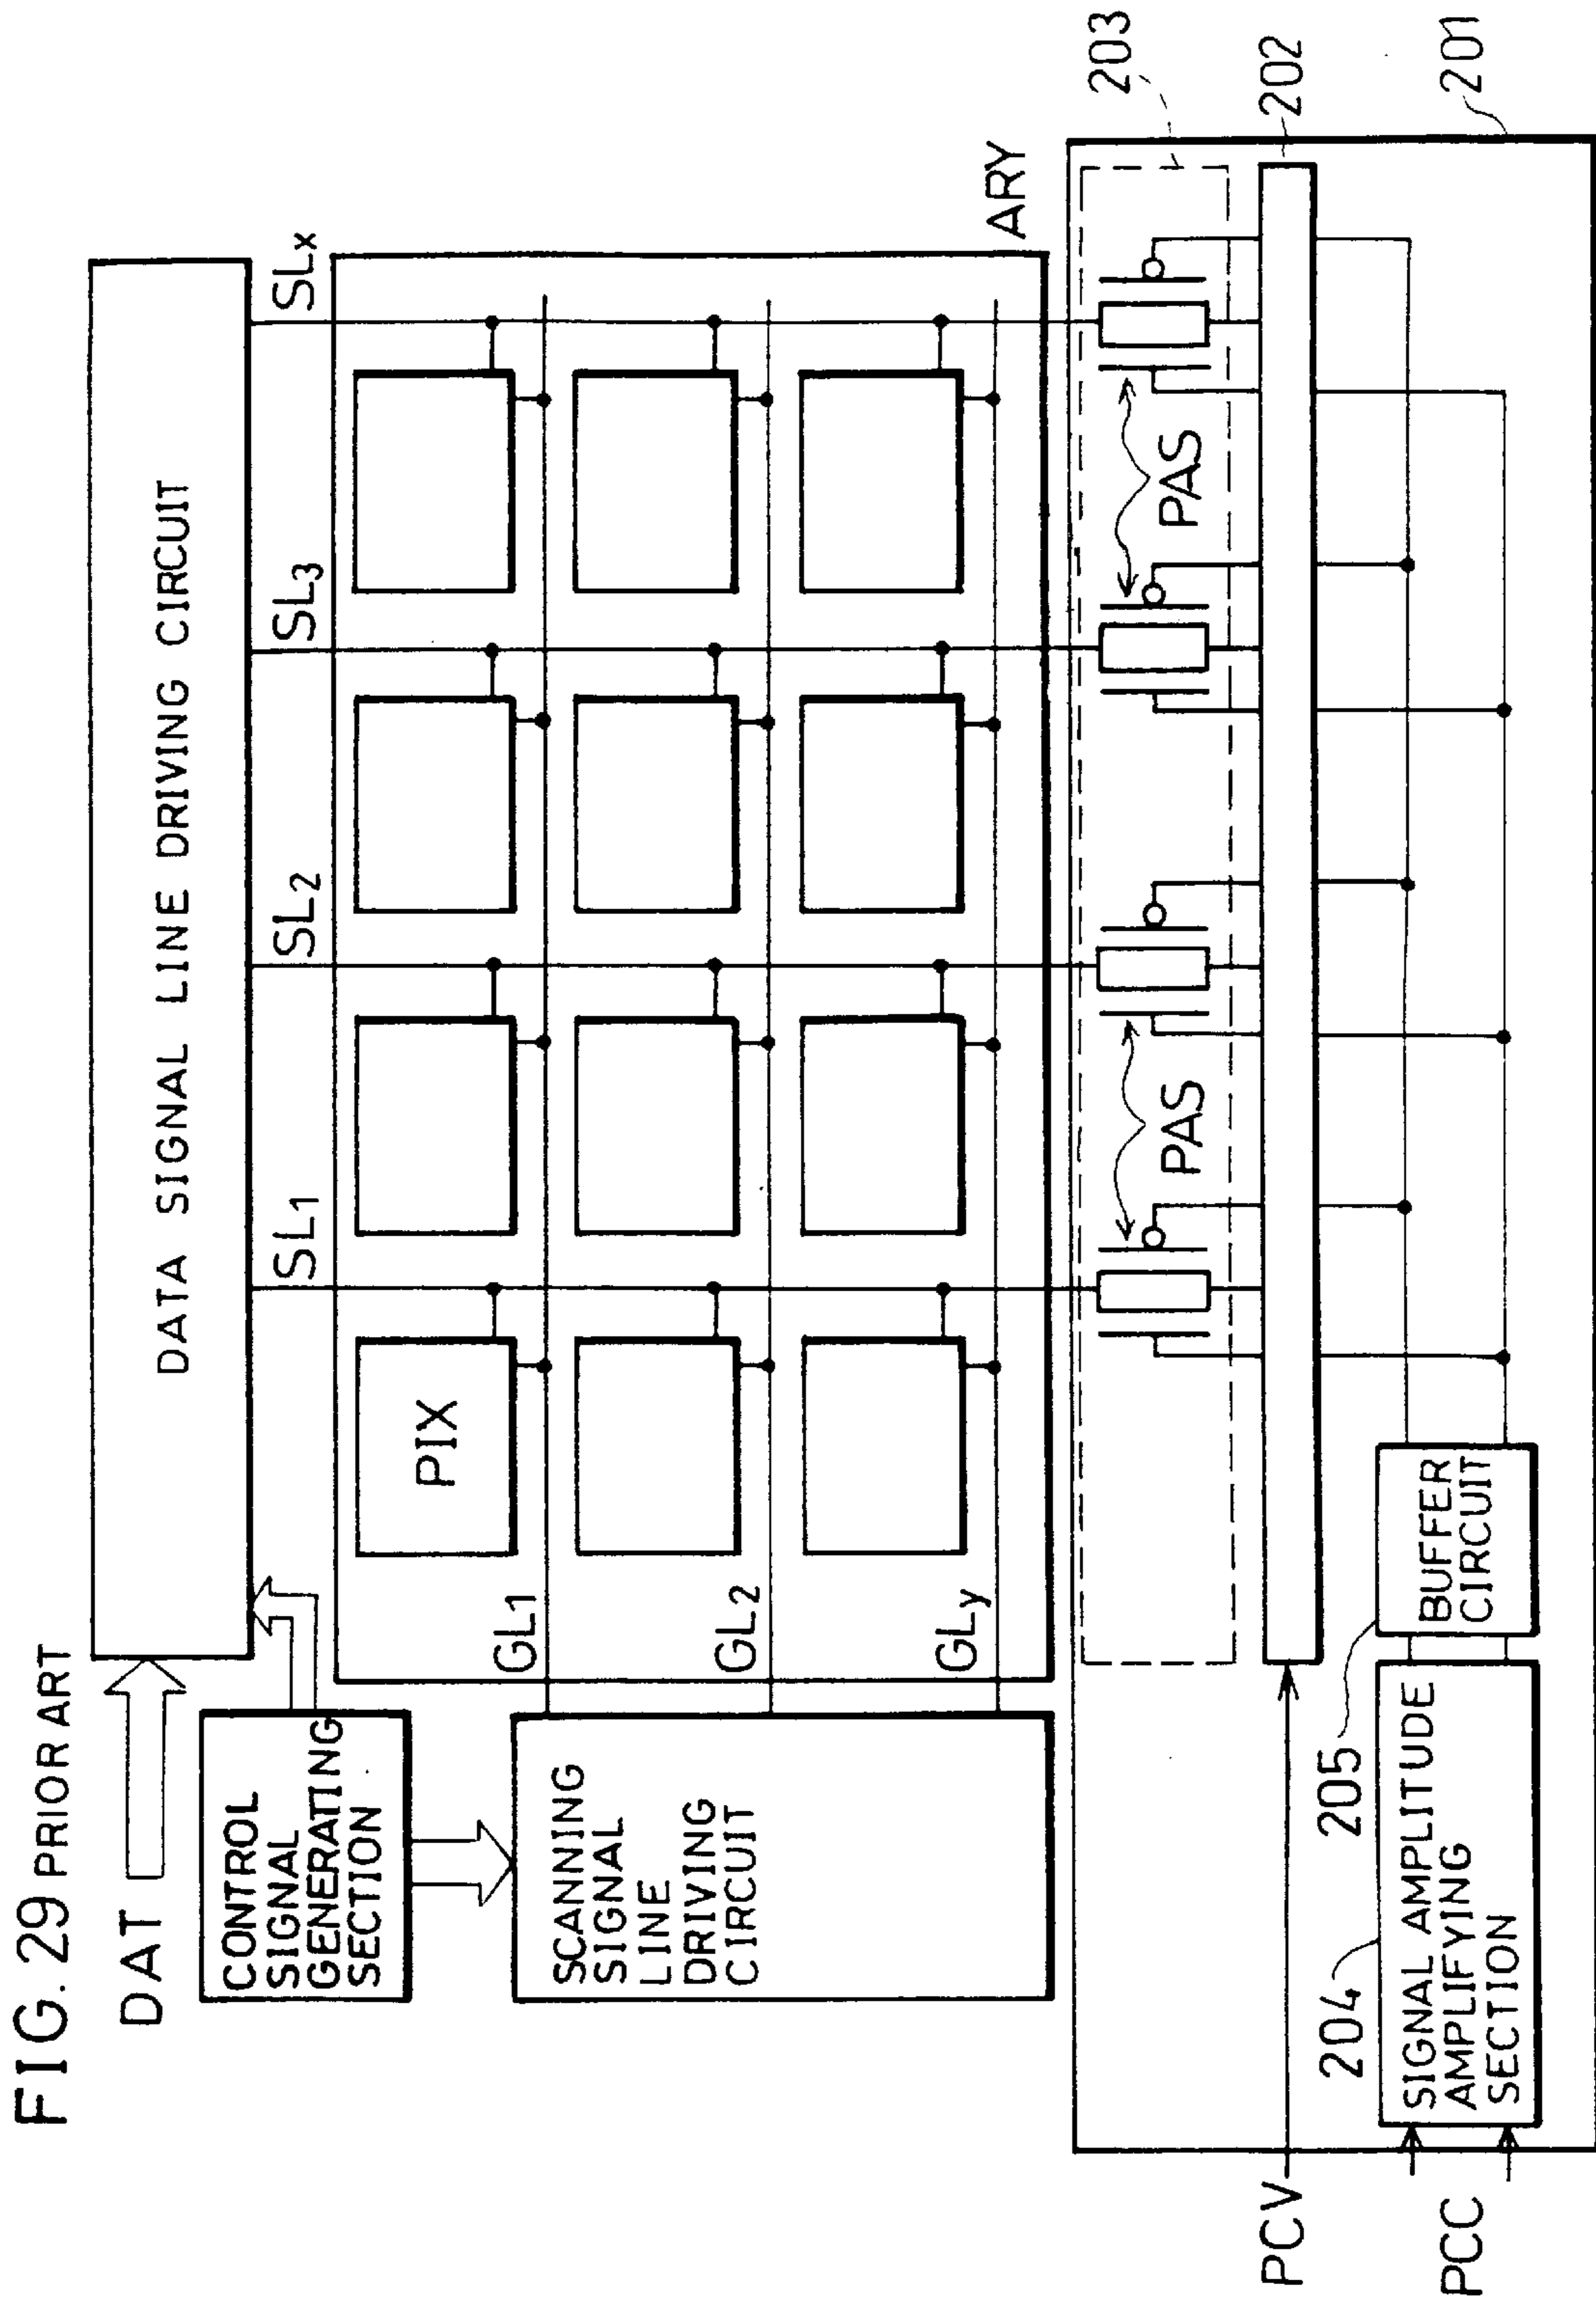 FIG. 29 PRIOR ART
DAT
DATA SIGNAL LINE DRIVING CIRCUIT
CONTROL
SIGNAL
GENERATING
SECTION
SL1
SL2
SL3
SLx
SCANNING
SIGNAL
LINE
DRIVING
CIRCUIT
PIX
GL1
GL2
GLy
ARY
203
PAS
PAS
PCV
202
205
204
BUFFER
CIRCUIT
SIGNAL AMPLITUDE
AMPLIFYING
SECTION
PCC
201